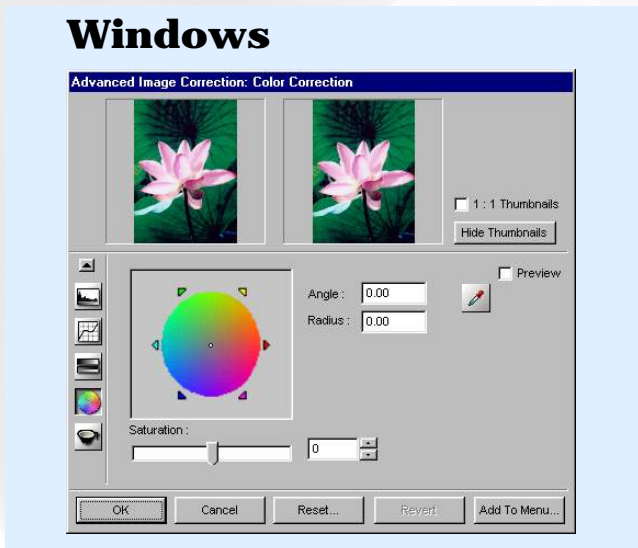 Windows
Advanced Image Correction: Color Correction
1 : 1 Thumbnails
Hide Thumbnails
Preview
Angle : 0.00
Radius : 0.00
Saturation :
0
OK Cancel Reset... Revert Add To Menu...